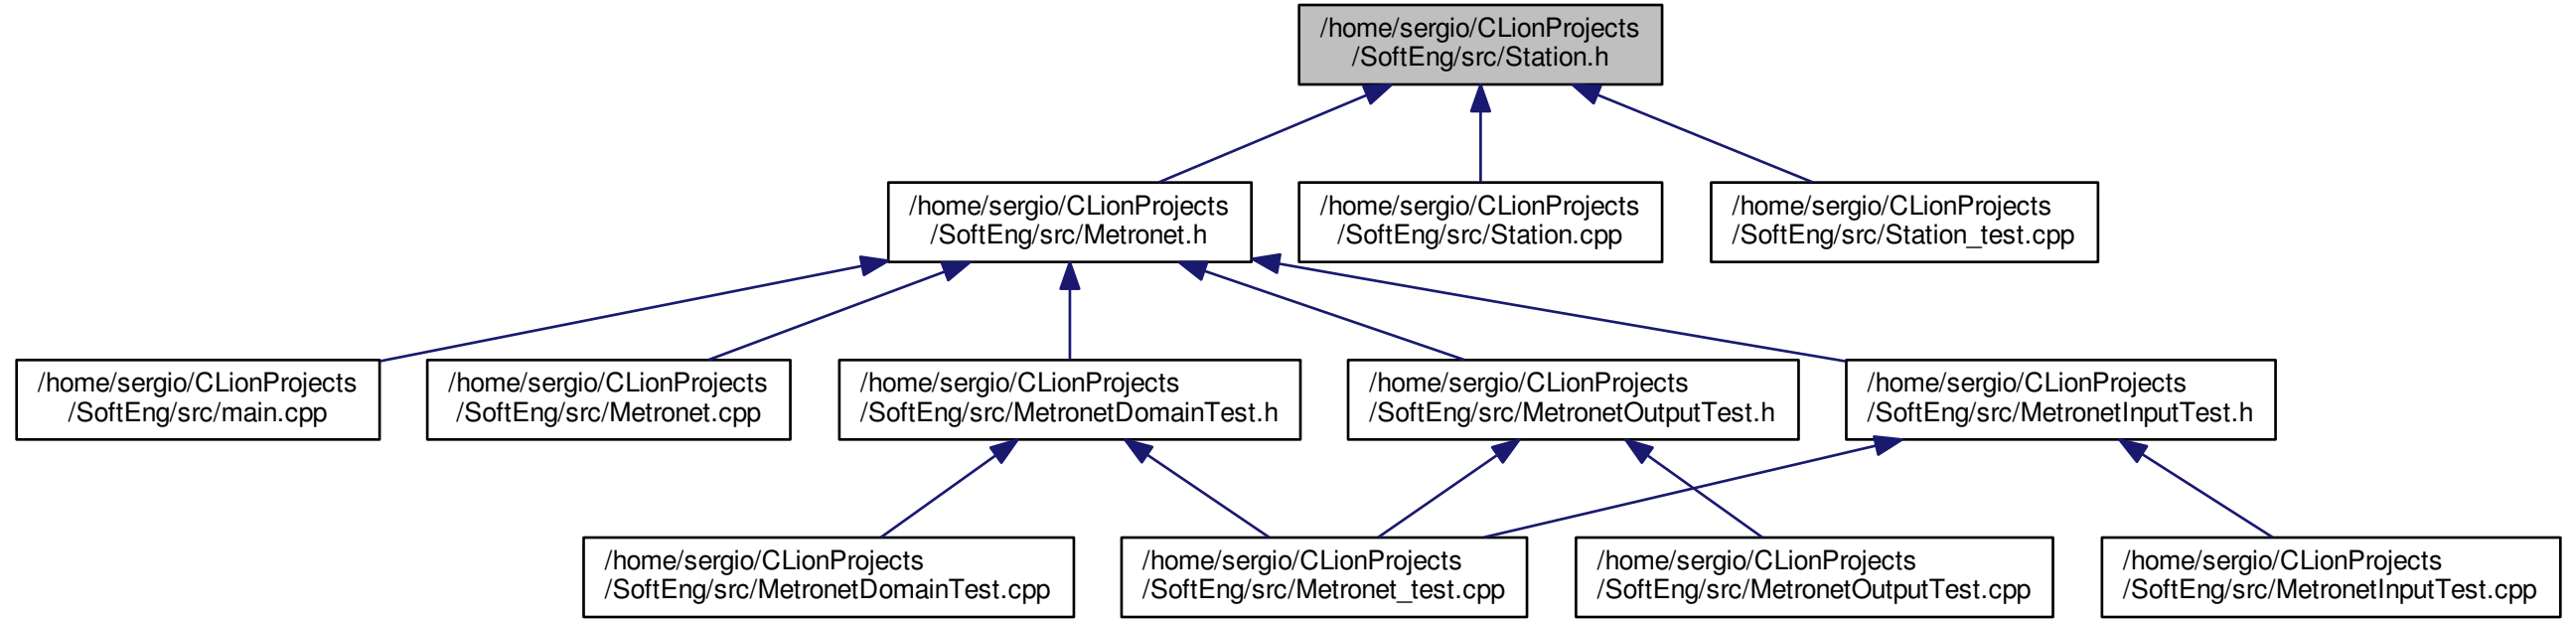 /home/sergio/CLionProjects
/SoftEng/src/Station.h
/home/sergio/CLionProjects
/SoftEng/src/Metronet.h
/home/sergio/CLionProjects
/SoftEng/src/Station.cpp
/home/sergio/CLionProjects
/SoftEng/src/Station_test.cpp
/home/sergio/CLionProjects
/SoftEng/src/main.cpp
/home/sergio/CLionProjects
/SoftEng/src/Metronet.cpp
/home/sergio/CLionProjects
/SoftEng/src/MetronetDomainTest.h
/home/sergio/CLionProjects
/SoftEng/src/MetronetOutputTest.h
/home/sergio/CLionProjects
/SoftEng/src/MetronetInputTest.h
/home/sergio/CLionProjects
/SoftEng/src/MetronetDomainTest.cpp
/home/sergio/CLionProjects
/SoftEng/src/Metronet_test.cpp
/home/sergio/CLionProjects
/SoftEng/src/MetronetOutputTest.cpp
/home/sergio/CLionProjects
/SoftEng/src/MetronetInputTest.cpp